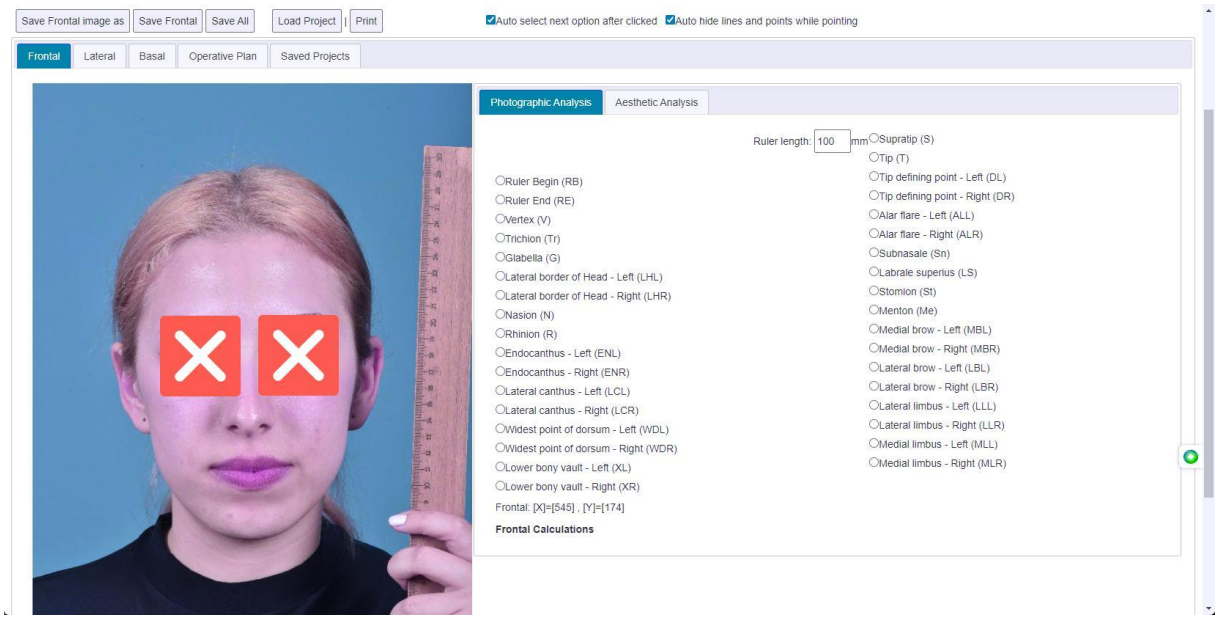 Save Frontal image as Save Frontal Save All Load Project | Print Auto select next option after clicked Auto hide lines and points while pointing
Frontal Lateral Basal Operative Plan Saved Projects
Photographic Analysis Aesthetic Analysis
Ruler length: 100 mm
Ruler Begin (RB)
Ruler End (RE)
Vertex (V)
Trichion (Tr)
Glabella (G)
Lateral border of Head - Left (LHL)
Lateral border of Head - Right (LHR)
Nasion (N)
Rhinion (R)
Endocanthus - Left (ENL)
Endocanthus - Right (ENR)
Lateral canthus - Left (LCL)
Lateral canthus - Right (LCR)
Widest point of dorsum - Left (WDL)
Widest point of dorsum - Right (WDR)
Lower bony vault - Left (XL)
Lower bony vault - Right (XR)
Frontal: [X]=[545] , [Y]=[174]
Frontal Calculations
Supratip (S)
Tip (T)
Tip defining point - Left (DL)
Tip defining point - Right (DR)
Alar flare - Left (ALL)
Alar flare - Right (ALR)
Subnasale (Sn)
Labrale superius (LS)
Stomion (St)
Menton (Me)
Medial brow - Left (MBL)
Medial brow - Right (MBR)
Lateral brow - Left (LBL)
Lateral brow - Right (LBR)
Lateral limbus - Left (LLL)
Lateral limbus - Right (LLR)
Medial limbus - Left (MLL)
Medial limbus - Right (MLR)